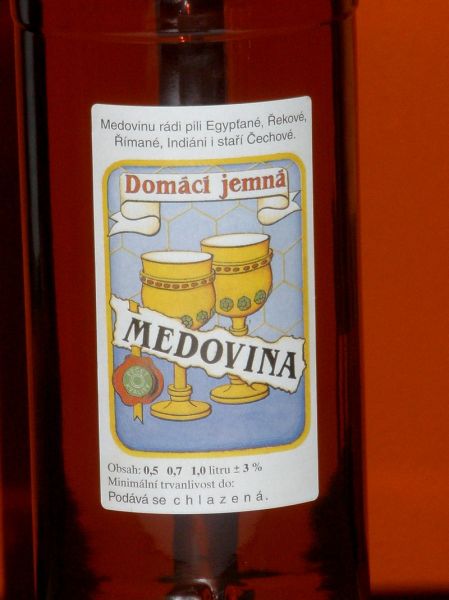 Medovinu rádi pili Egypťané, Řekové,
Římané, Indiáni i staří Čechové.
Domácí jemná
MEDOVINA
Obsah: 0,5 0,7 1,0 litru ± 3 %
Minimální trvanlivost do:
Podává se chlazená.